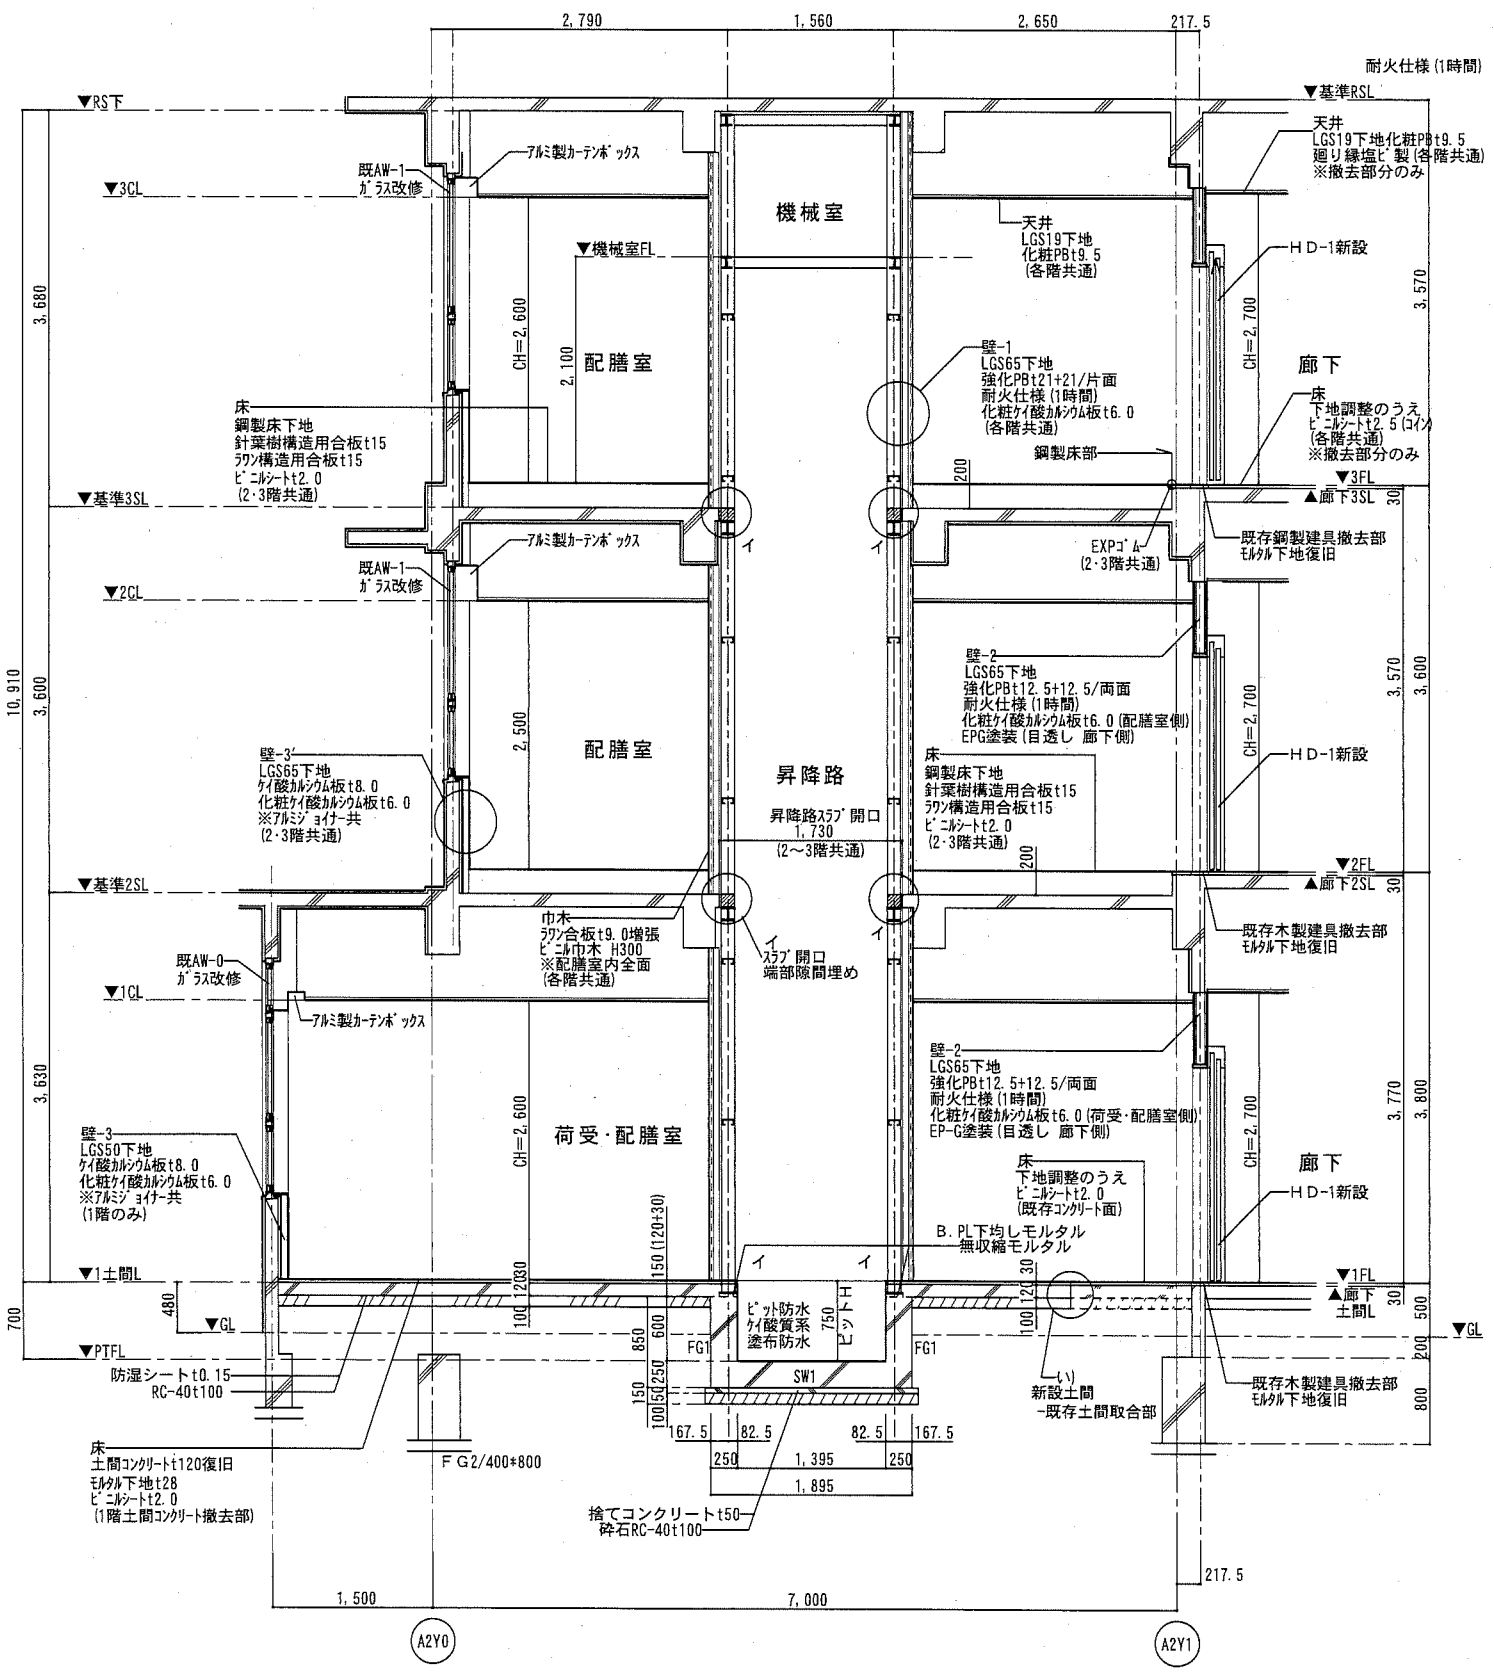 2,790
1,560
2,650
217.5
耐火仕様(1時間)
▼RS下
▼基準RSL
天井
LGS19下地化粧PBt9.5
廻り縁塩ビ製(各階共通)
※撤去部分のみ
アルミ製カーテンボックス
既AW-1
ガラス改修
▼3CL
機械室
天井
LGS19下地
化粧PBt9.5
(各階共通)
▼機械室FL
HD-1新設
3,680
CH=2,600
2,100
配膳室
3,570
CH=2,700
壁-1
LGS65下地
強化PBt21+21/片面
耐火仕様(1時間)
化粧ケイ酸カルシウム板t6.0
(各階共通)
廊下
床
下地調整のうえ
ビニルシートt2.5(コイン)
(各階共通)
※撤去部分のみ
床
鋼製床下地
針葉樹構造用合板t15
ラワン構造用合板t15
ビニルシートt2.0
(2・3階共通)
鋼製床部
200
▼3FL
▲廊下3SL
30
▼基準3SL
イ
イ
アルミ製カーテンボックス
既AW-1
ガラス改修
EXPゴム
(2・3階共通)
既存鋼製建具撤去部
モルタル下地復旧
▼2CL
10,910
3,600
2,500
配膳室
壁-2
LGS65下地
強化PBt12.5+12.5/両面
耐火仕様(1時間)
化粧ケイ酸カルシウム板t6.0(配膳室側)
EPG塗装(目透し 廊下側)
3,570
3,600
CH=2,700
HD-1新設
壁-3'
LGS65下地
ケイ酸カルシウム板t8.0
化粧ケイ酸カルシウム板t6.0
※アルミジョイナー共
(2・3階共通)
昇降路
昇降路スラブ開口
1,730
(2〜3階共通)
床
鋼製床下地
針葉樹構造用合板t15
ラワン構造用合板t15
ビニルシートt2.0
(2・3階共通)
200
▼2FL
▲廊下2SL
30
▼基準2SL
巾木
ラワン合板t9.0増張
ビニル巾木 H300
※配膳室内全面
(各階共通)
イ
スラブ開口
端部隙間埋め
イ
既存木製建具撤去部
モルタル下地復旧
既AW-0
ガラス改修
▼1CL
アルミ製カーテンボックス
3,630
CH=2,600
荷受・配膳室
壁-2
LGS65下地
強化PBt12.5+12.5/両面
耐火仕様(1時間)
化粧ケイ酸カルシウム板t6.0(荷受・配膳室側)
EP-G塗装(目透し 廊下側)
3,770
3,800
CH=2,700
壁-3
LGS50下地
ケイ酸カルシウム板t8.0
化粧ケイ酸カルシウム板t6.0
※アルミジョイナー共
(1階のみ)
床
下地調整のうえ
ビニルシートt2.0
(既存コンクリート面)
廊下
HD-1新設
B.PL下均しモルタル
無収縮モルタル
150(120+30)
イ
イ
▼1土間L
▼1FL
▲廊下
土間L
30
500
480
▼GL
700
▼PTFL
100
120
30
ピット防水
ケイ酸質系
塗布防水
750
ピットH
100
120
30
▼GL
200
800
850
600
250
150
50
100
FG1
FG1
SW1
防湿シートt0.15
RC-40t100
い)
新設土間
-既存土間取合部
既存木製建具撤去部
モルタル下地復旧
167.5
82.5
82.5
167.5
床
土間コンクリートt120復旧
モルタル下地t28
ビニルシートt2.0
(1階土間コンクリート撤去部)
FG2/400*800
250
1,395
250
1,895
捨てコンクリートt50
砕石RC-40t100
217.5
1,500
7,000
A2Y0
A2Y1